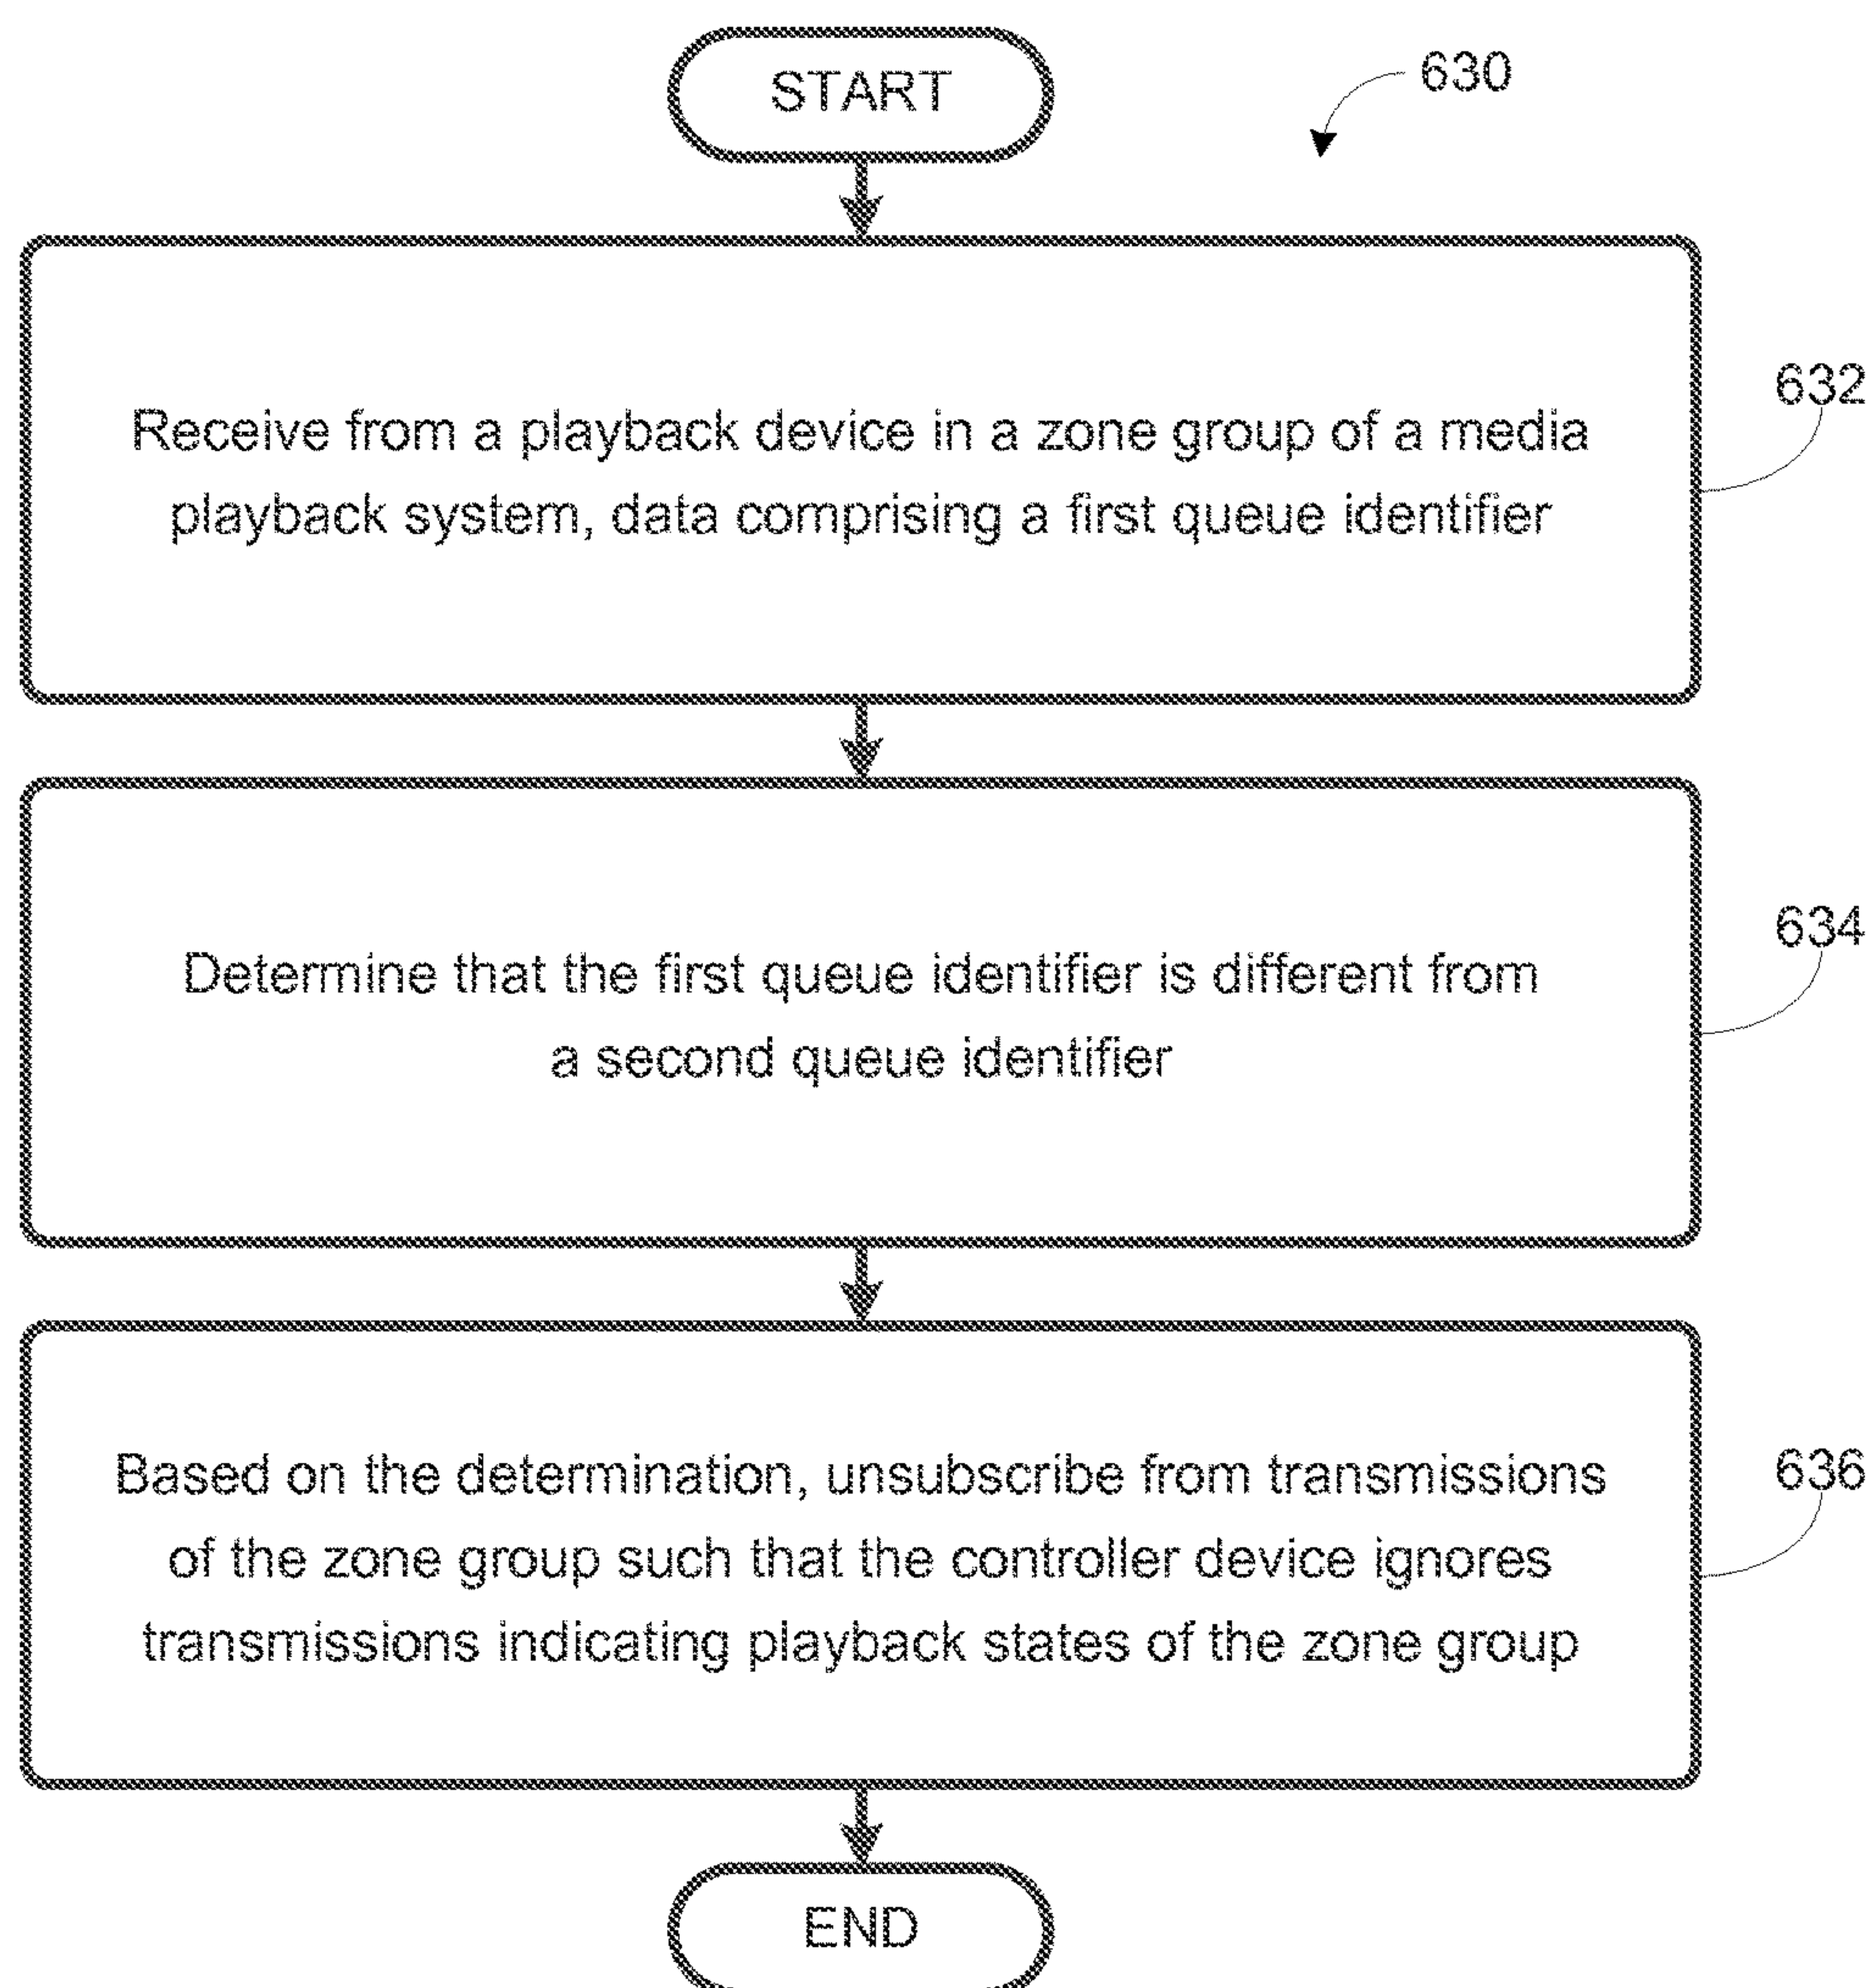 START
630
Receive from a playback device in a zone group of a media
playback system, data comprising a first queue identifier
632
Determine that the first queue identifier is different from
a second queue identifier
634
Based on the determination, unsubscribe from transmissions
of the zone group such that the controller device ignores
transmissions indicating playback states of the zone group
636
END